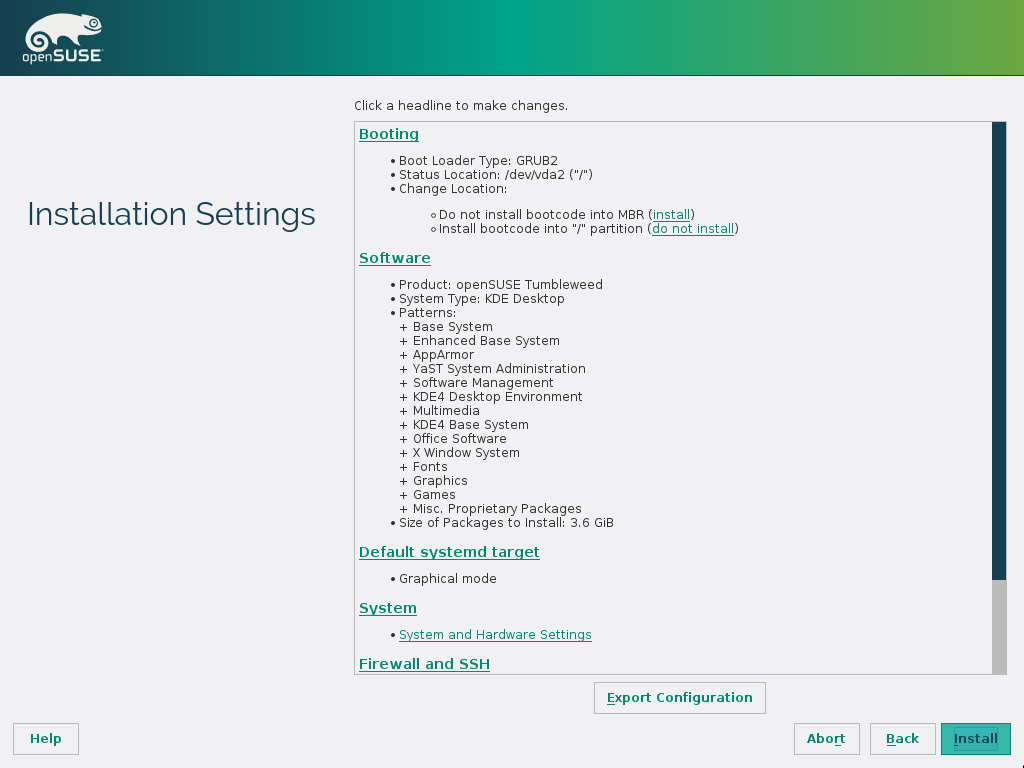 openSUSE
Click a headline to make changes.
Installation Settings
Booting
• Boot Loader Type: GRUB2
• Status Location: /dev/vda2 ("/")
• Change Location:
◦ Do not install bootcode into MBR (install)
◦ Install bootcode into "/" partition (do not install)
Software
• Product: openSUSE Tumbleweed
• System Type: KDE Desktop
• Patterns:
+ Base System
+ Enhanced Base System
+ AppArmor
+ YaST System Administration
+ Software Management
+ KDE4 Desktop Environment
+ Multimedia
+ KDE4 Base System
+ Office Software
+ X Window System
+ Fonts
+ Graphics
+ Games
+ Misc. Proprietary Packages
• Size of Packages to Install: 3.6 GiB
Default systemd target
• Graphical mode
System
• System and Hardware Settings
Firewall and SSH
Export Configuration
Help
Abort
Back
Install